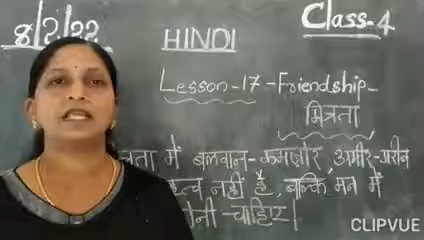 8/2/22
HINDI
Class-4
Lesson-17-Friendship-
मित्रता
में बलवान-कमज़ोर, अमीर-गरीब
नहीं है, बल्कि मन में
चाहिए।
CLIPVUE